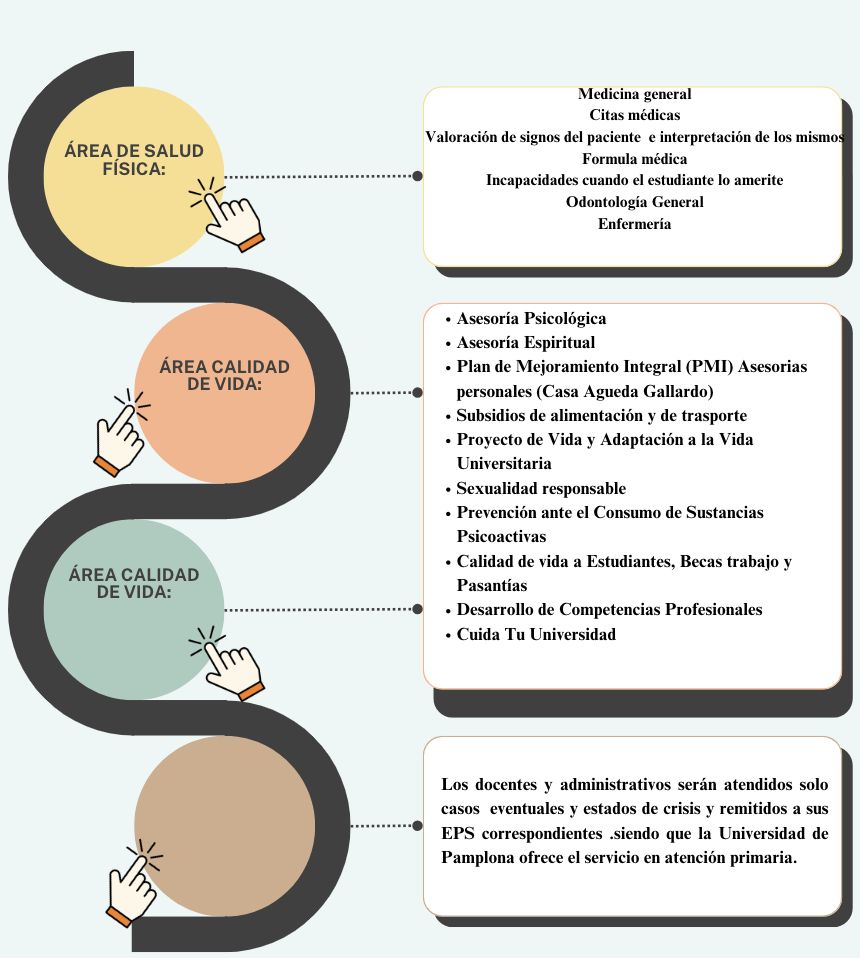 ÁREA DE SALUD
FÍSICA:
Medicina general
Citas médicas
Valoración de signos del paciente  e interpretación de los mismos
Formula médica
Incapacidades cuando el estudiante lo amerite
Odontología General
Enfermería
ÁREA CALIDAD
DE VIDA:
ÁREA CALIDAD
DE VIDA:
• Asesoría Psicológica
• Asesoría Espiritual
• Plan de Mejoramiento Integral (PMI) Asesorias
personales (Casa Agueda Gallardo)
• Subsidios de alimentación y de trasporte
• Proyecto de Vida y Adaptación a la Vida
Universitaria
• Sexualidad responsable
• Prevención ante el Consumo de Sustancias
Psicoactivas
• Calidad de vida a Estudiantes, Becas trabajo y
Pasantías
• Desarrollo de Competencias Profesionales
• Cuida Tu Universidad
Los docentes y administrativos serán atendidos solo
casos  eventuales y estados de crisis y remitidos a sus
EPS correspondientes .siendo que la Universidad de
Pamplona ofrece el servicio en atención primaria.